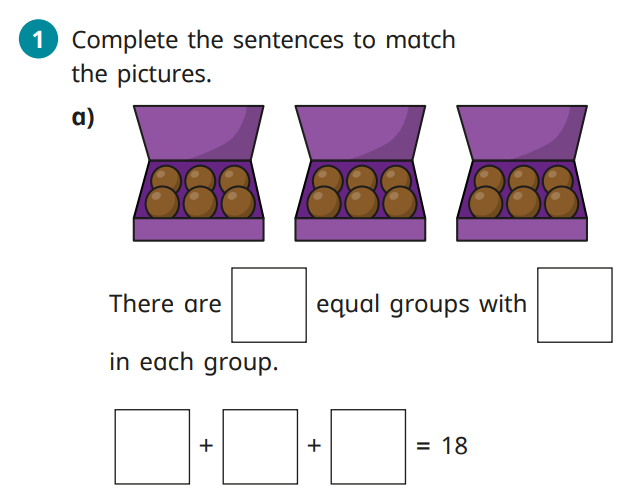 1 Complete the sentences to match
the pictures.
a)
There are equal groups with
in each group.
+ + = 18